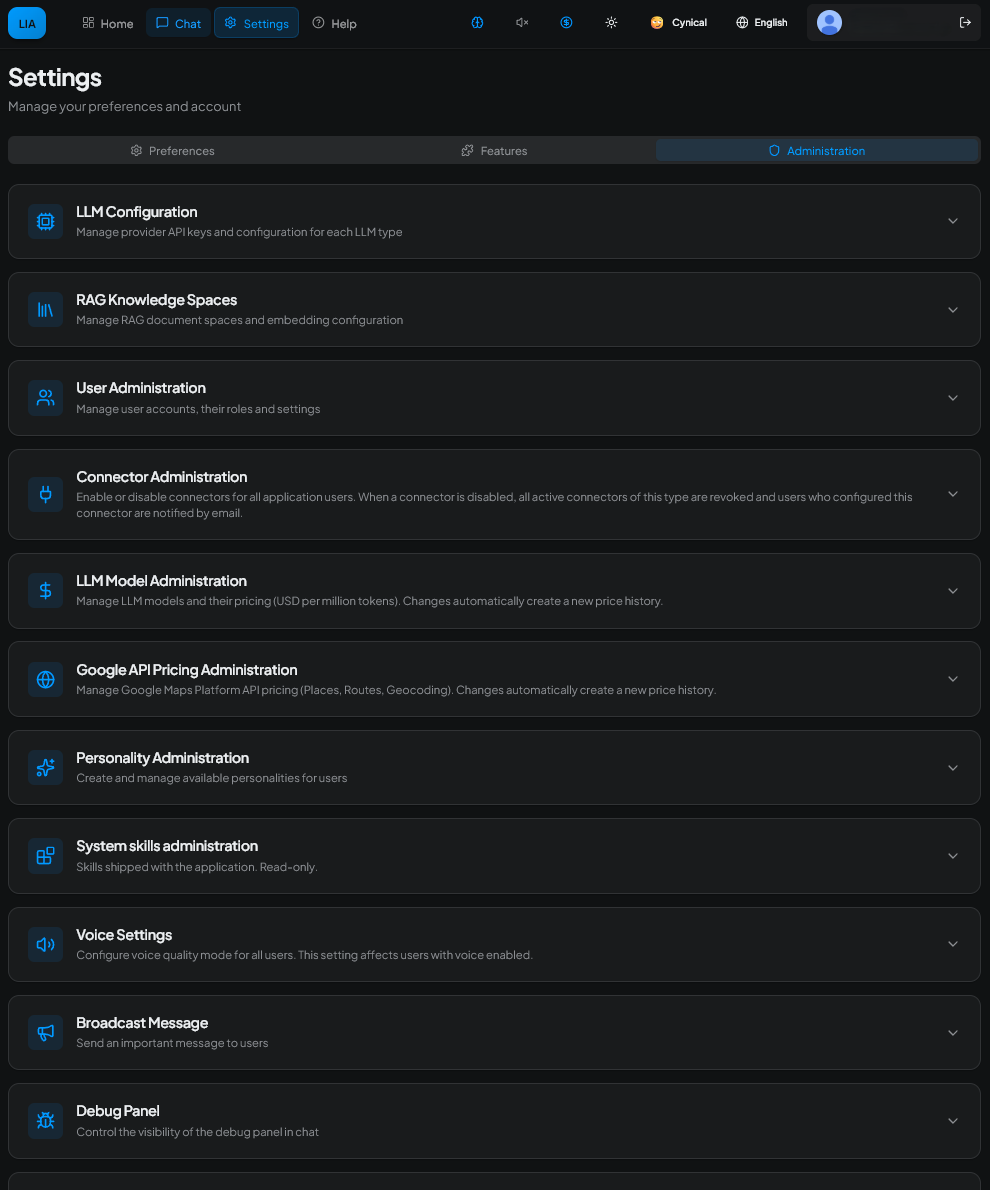 LIA
Home
Chat
Settings
Help
Cynical
English
Settings
Manage your preferences and account
Preferences
Features
Administration
LLM Configuration
Manage provider API keys and configuration for each LLM type
RAG Knowledge Spaces
Manage RAG document spaces and embedding configuration
User Administration
Manage user accounts, their roles and settings
Connector Administration
Enable or disable connectors for all application users. When a connector is disabled, all active connectors of this type are revoked and users who configured this
connector are notified by email.
LLM Model Administration
Manage LLM models and their pricing (USD per million tokens). Changes automatically create a new price history.
Google API Pricing Administration
Manage Google Maps Platform API pricing (Places, Routes, Geocoding). Changes automatically create a new price history.
Personality Administration
Create and manage available personalities for users
System skills administration
Skills shipped with the application. Read-only.
Voice Settings
Configure voice quality mode for all users. This setting affects users with voice enabled.
Broadcast Message
Send an important message to users
Debug Panel
Control the visibility of the debug panel in chat